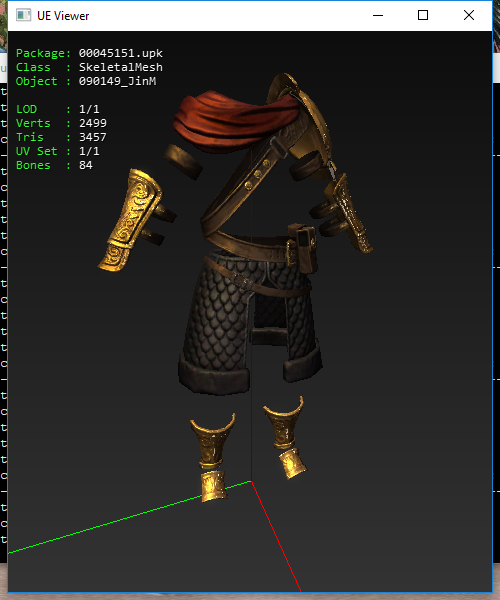 UE Viewer
Package: 00045151.upk
Class  : SkeletalMesh
Object : 090149_JinM
LOD    : 1/1
Verts  : 2499
Tris   : 3457
UV Set : 1/1
Bones  : 84